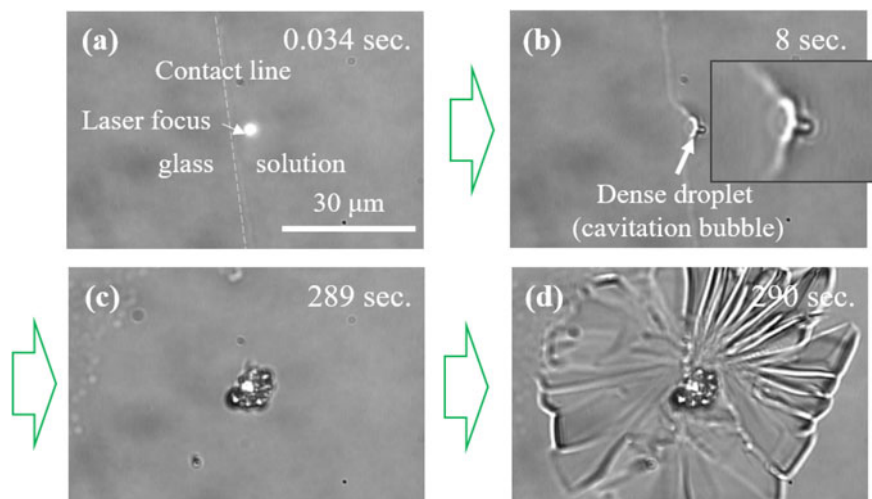 (a)
0.034 sec.
Contact line
Laser focus
glass
solution
30 μm
(b)
8 sec.
Dense droplet
(cavitation bubble)
(c)
289 sec.
(d)
290 sec.